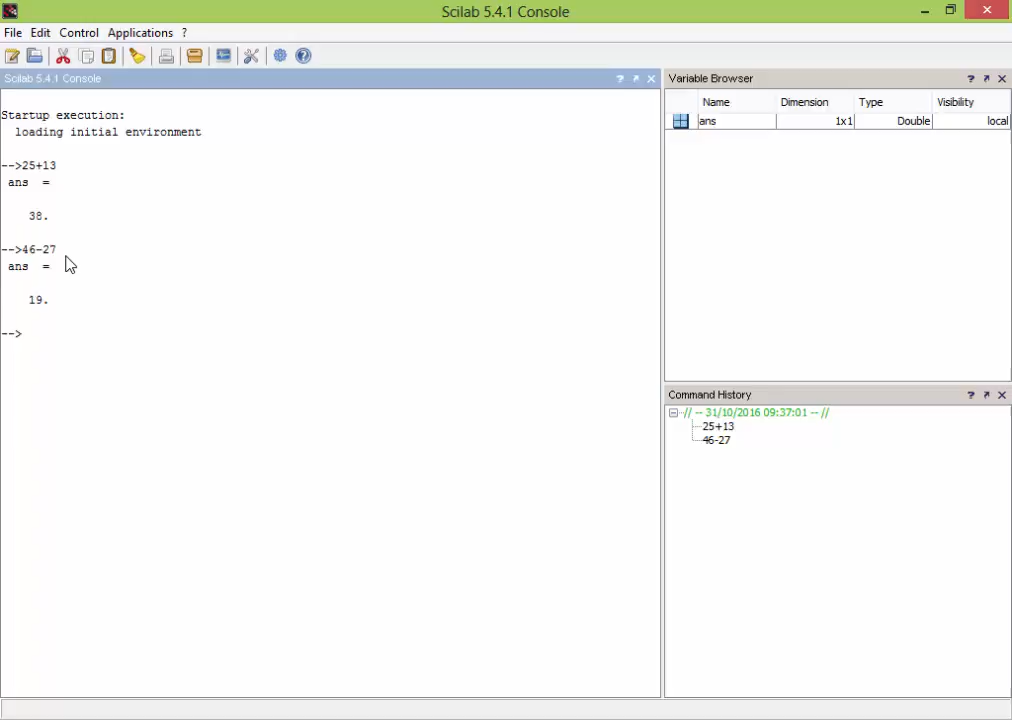 Scilab 5.4.1 Console
File Edit Control Applications ?
Scilab 5.4.1 Console
Startup execution:
loading initial environment
-->25+13
ans =
38.
-->46-27
ans =
19.
-->
Variable Browser
Name Dimension Type Visibility
ans 1x1 Double local
Command History
// -- 31/10/2016 09:37:01 -- //
25+13
46-27